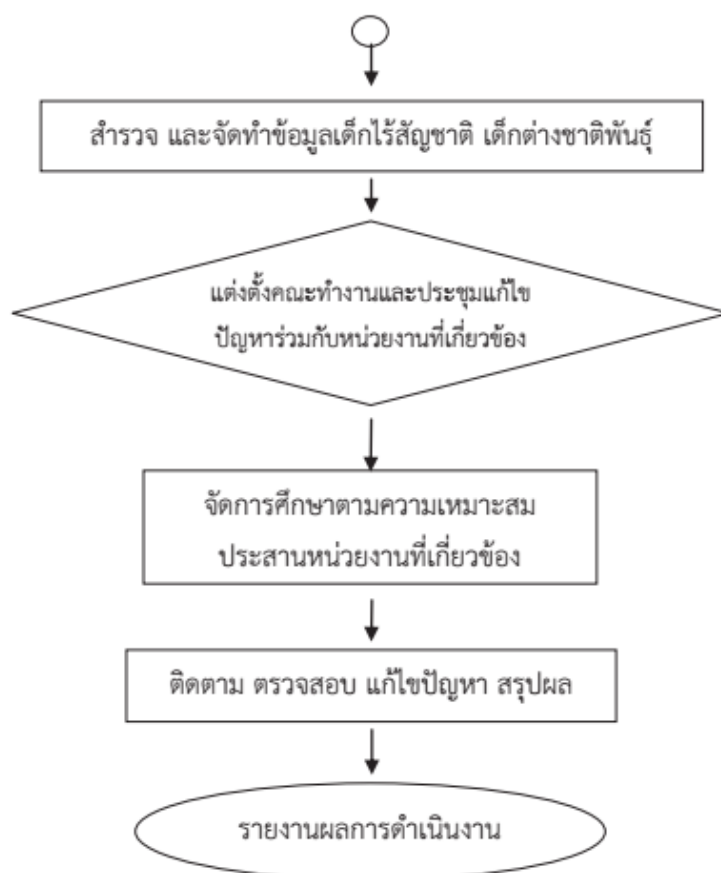 สำรวจ และจัดทำข้อมูลเด็กไร้สัญชาติ เด็กต่างชาติพันธุ์
แต่งตั้งคณะทำงานและประชุมแก้ไข
ปัญหาร่วมกับหน่วยงานที่เกี่ยวข้อง
จัดการศึกษาตามความเหมาะสม
ประสานหน่วยงานที่เกี่ยวข้อง
ติดตาม ตรวจสอบ แก้ไขปัญหา สรุปผล
รายงานผลการดำเนินงาน